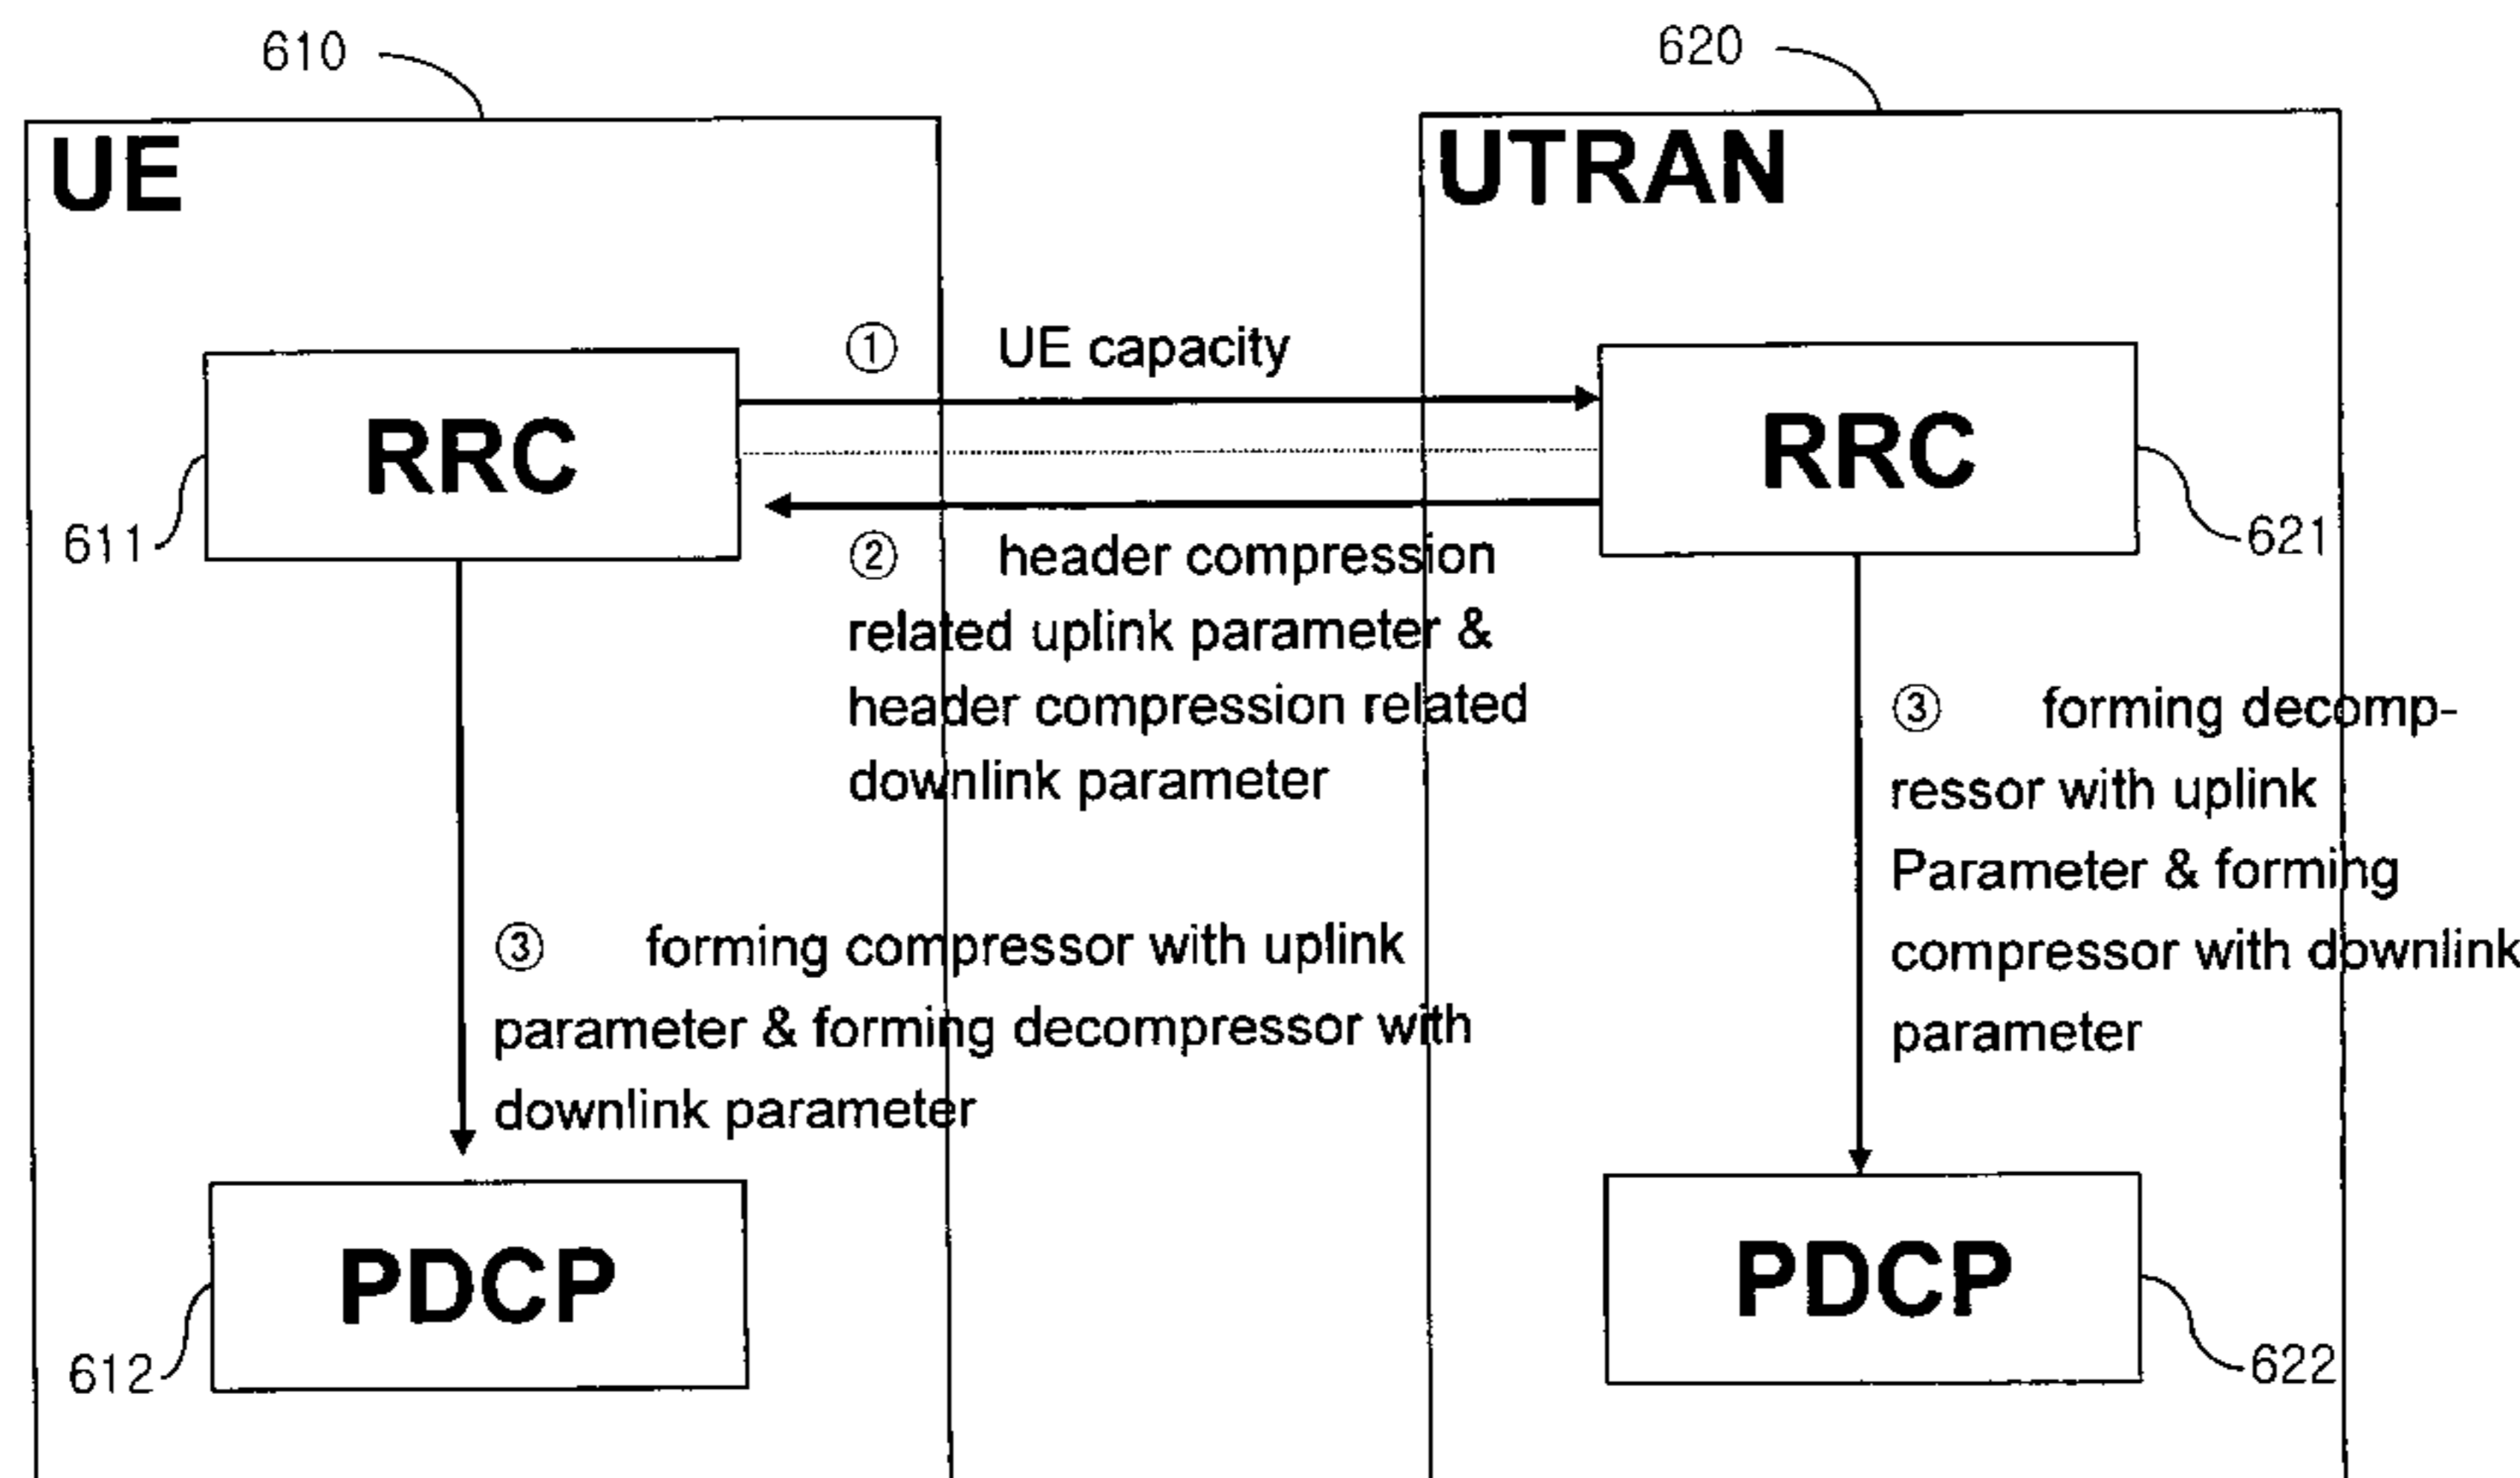 610
620
UE
UTRAN
① UE capacity
RRC
RRC
611
621
② header compression
related uplink parameter &
header compression related
downlink parameter
③ forming decomp-
ressor with uplink
Parameter & forming
compressor with downlink
parameter
③ forming compressor with uplink
parameter & forming decompressor with
downlink parameter
PDCP
PDCP
612
622